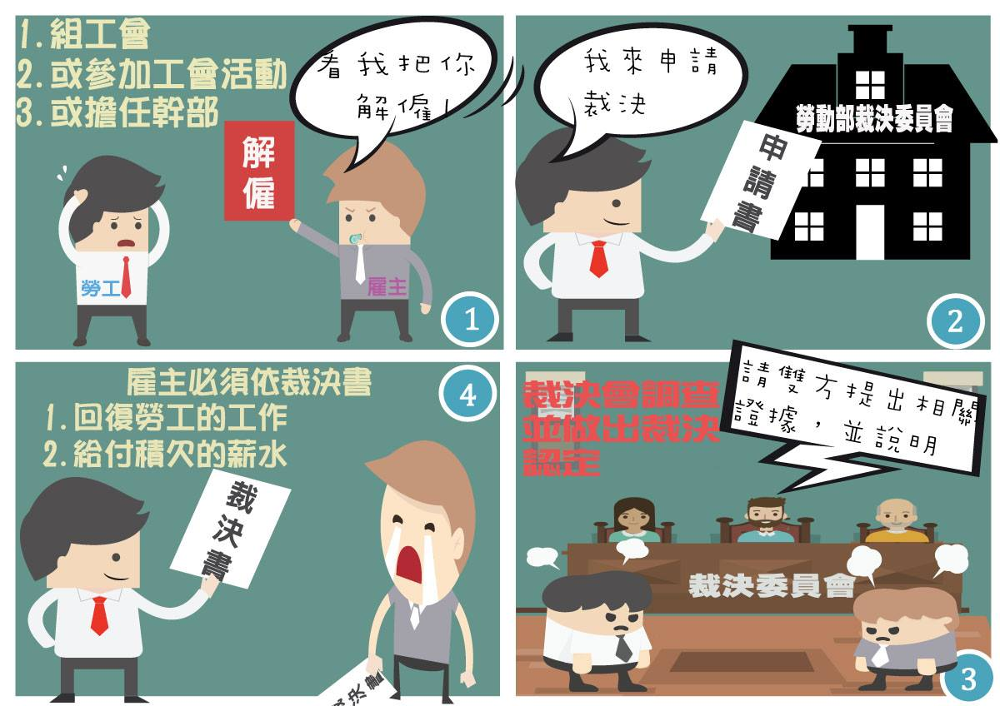 1.組工會
2.或參加工會活動
3.或擔任幹部
看我把你
解僱
解僱
勞工
雇主
1
我來申請
裁決
申請書
勞動部裁決委員會
2
裁決會調查
並做出裁決
認定
請雙方提出相關
證據，並說明
裁決委員會
3
雇主必須依裁決書
1.回復勞工的工作
2.給付積欠的薪水
裁決書
決書
4